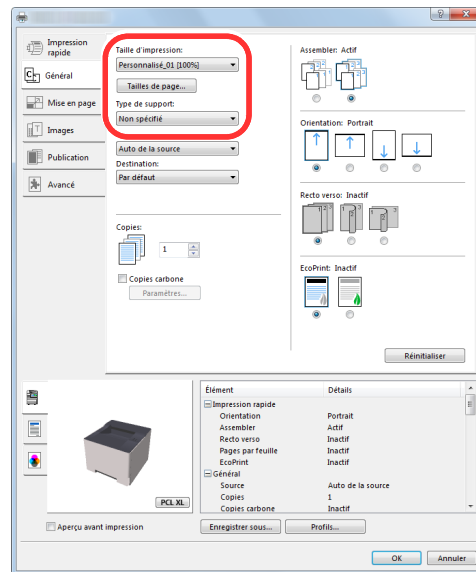 Impression rapide
Général
Mise en page
Images
Publication
Avancé
Taille d'impression:
Personnalisé_01 [100%]
Tailles de page...
Type de support:
Non spécifié
Auto de la source
Destination:
Par défaut
Copies:
1
Copies carbone
Paramètres...
Assembler: Actif
Orientation: Portrait
Recto verso: Inactif
EcoPrint: Inactif
Réinitialiser
PCL XL
Élément Détails
Impression rapide
Orientation Portrait
Assembler Actif
Recto verso Inactif
Pages par feuille Inactif
EcoPrint Inactif
Général
Source Auto de la source
Copies 1
Copies carbone Inactif
Aperçu avant impression
Enregistrer sous... Profils...
OK Annuler